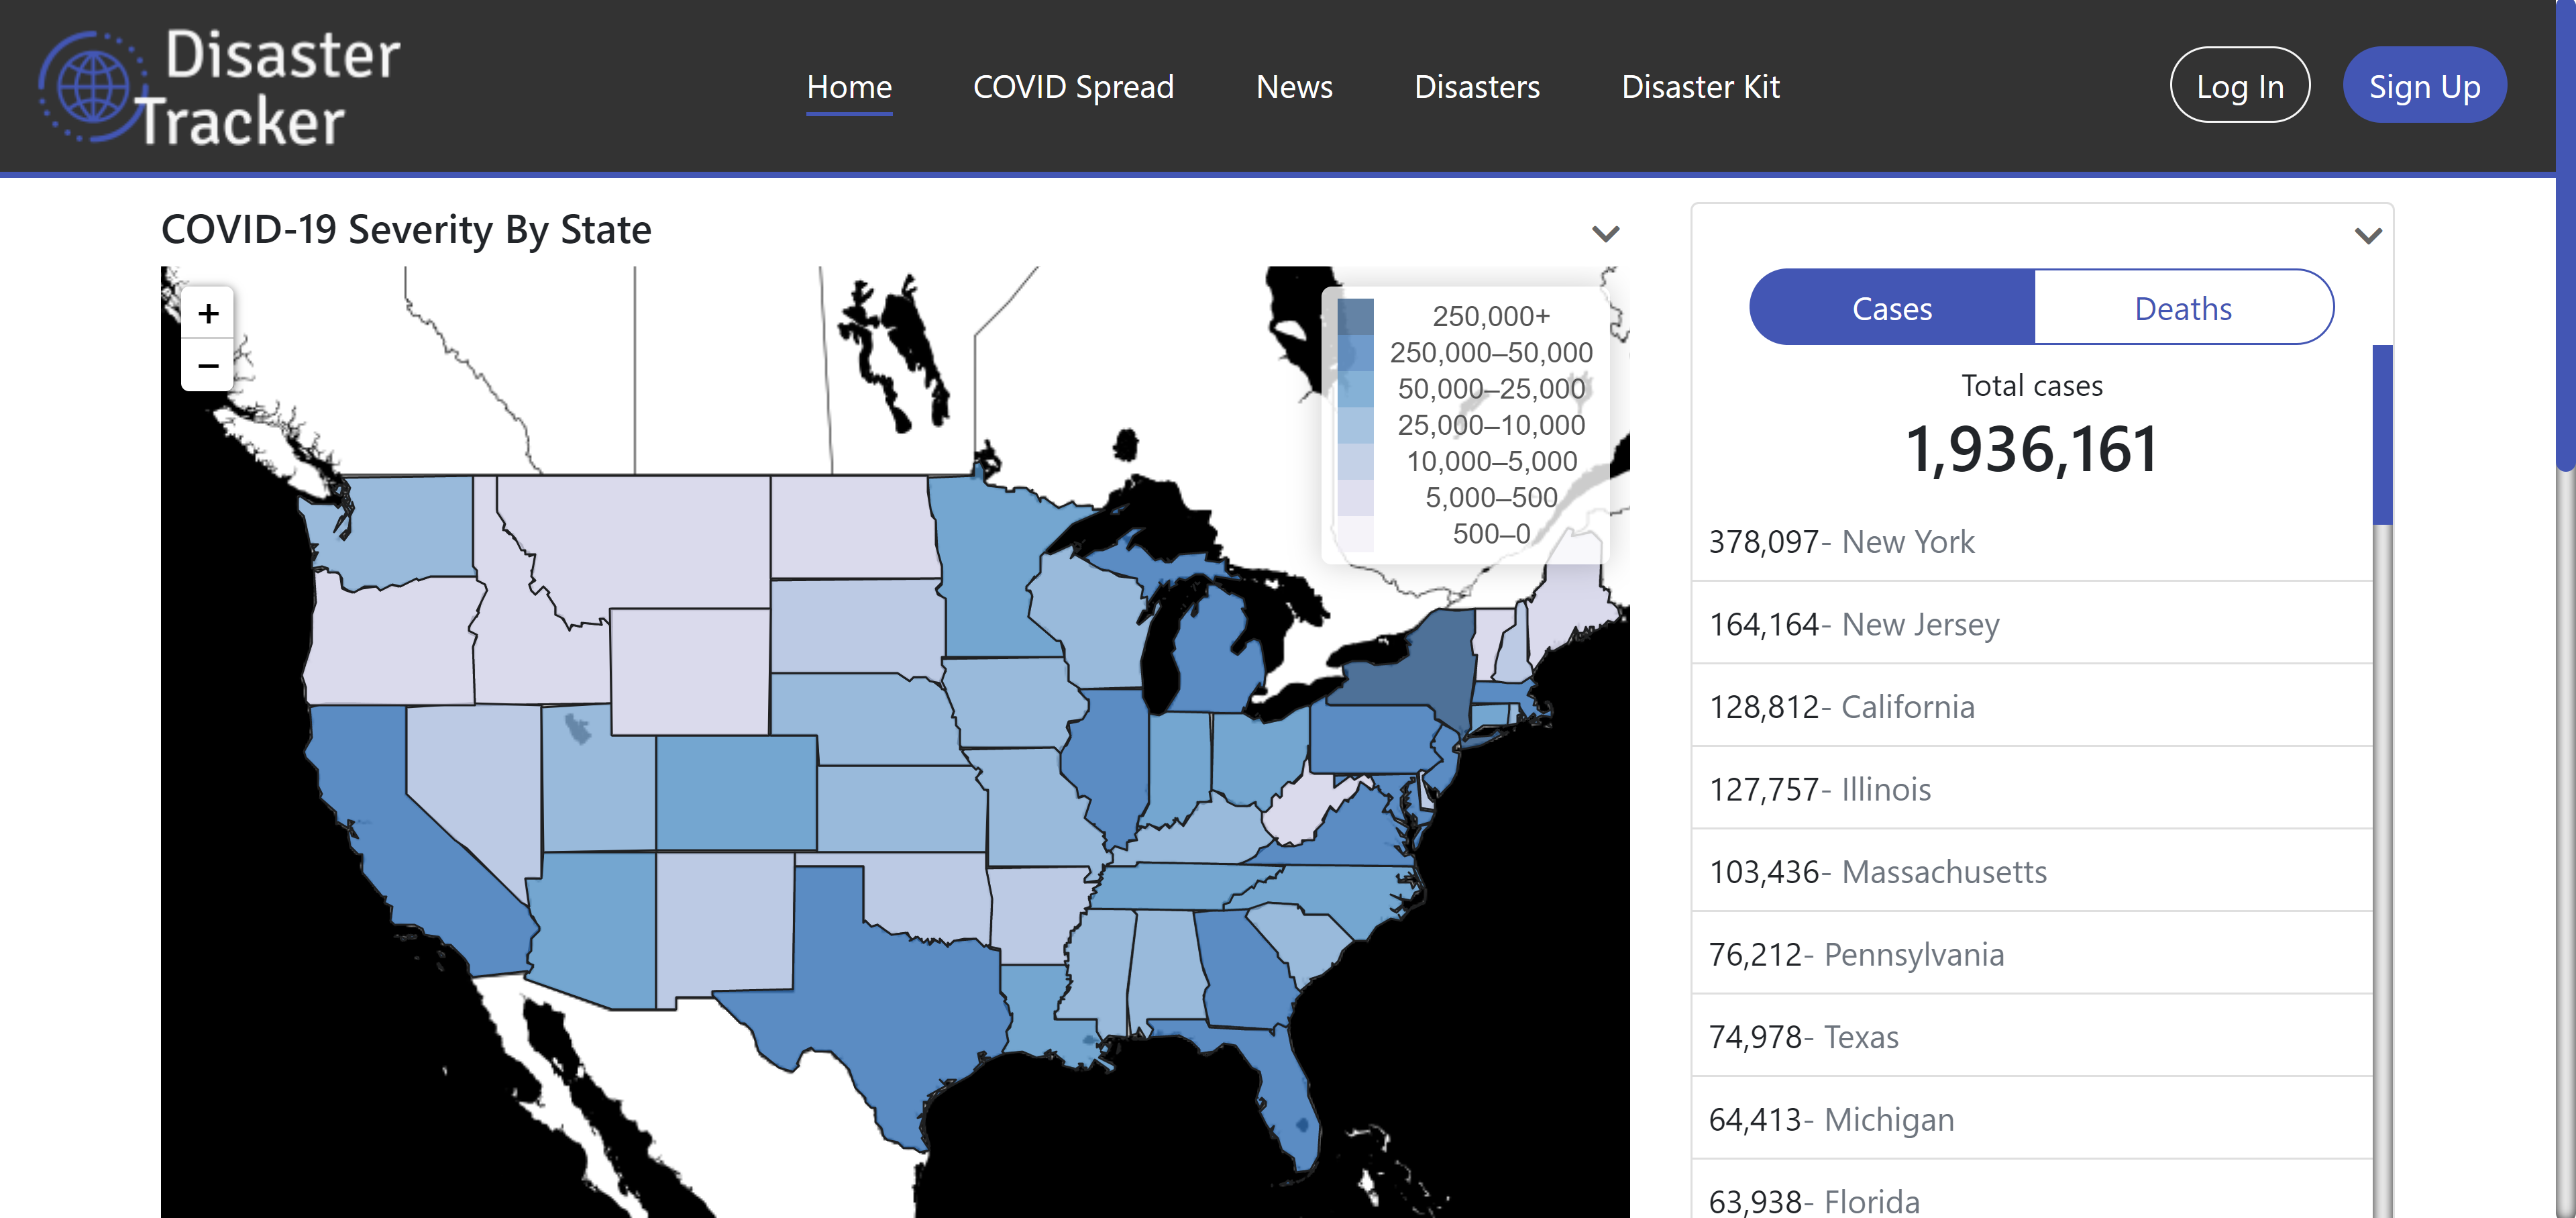 Disaster
Tracker
Home
COVID Spread
News
Disasters
Disaster Kit
Log In
Sign Up
COVID-19 Severity By State
+
−
250,000+
250,000–50,000
50,000–25,000
25,000–10,000
10,000–5,000
5,000–500
500–0
Cases
Deaths
Total cases
1,936,161
378,097- New York
164,164- New Jersey
128,812- California
127,757- Illinois
103,436- Massachusetts
76,212- Pennsylvania
74,978- Texas
64,413- Michigan
63,938- Florida